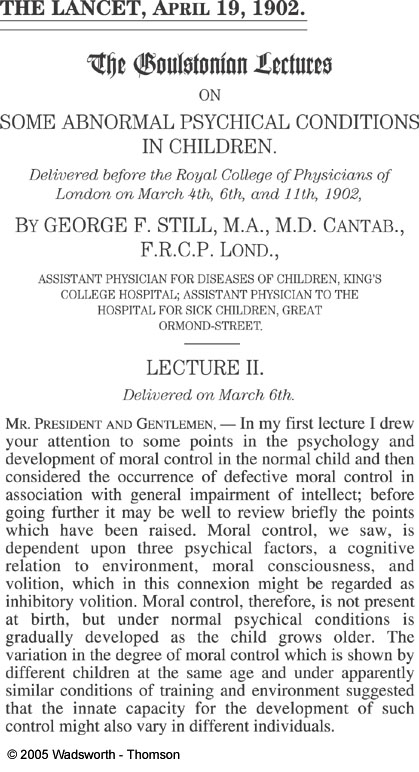 THE LANCET, APRIL 19, 1902.
The Goulstonian Lectures
ON
SOME ABNORMAL PSYCHICAL CONDITIONS
IN CHILDREN.
Delivered before the Royal College of Physicians of
London on March 4th, 6th, and 11th, 1902,
BY GEORGE F. STILL, M.A., M.D. CANTAB.,
F.R.C.P. LOND.,
ASSISTANT PHYSICIAN FOR DISEASES OF CHILDREN, KING'S
COLLEGE HOSPITAL; ASSISTANT PHYSICIAN TO THE
HOSPITAL FOR SICK CHILDREN, GREAT
ORMOND-STREET.
LECTURE II.
Delivered on March 6th.
MR. PRESIDENT AND GENTLEMEN, — In my first lecture I drew
your attention to some points in the psychology and
development of moral control in the normal child and then
considered the occurrence of defective moral control in
association with general impairment of intellect; before
going further it may be well to review briefly the points
which have been raised. Moral control, we saw, is
dependent upon three psychical factors, a cognitive
relation to environment, moral consciousness, and
volition, which in this connexion might be regarded as
inhibitory volition. Moral control, therefore, is not present
at birth, but under normal psychical conditions is
gradually developed as the child grows older. The
variation in the degree of moral control which is shown by
different children at the same age and under apparently
similar conditions of training and environment suggested
that the innate capacity for the development of such
control might also vary in different individuals.
© 2005 Wadsworth - Thomson